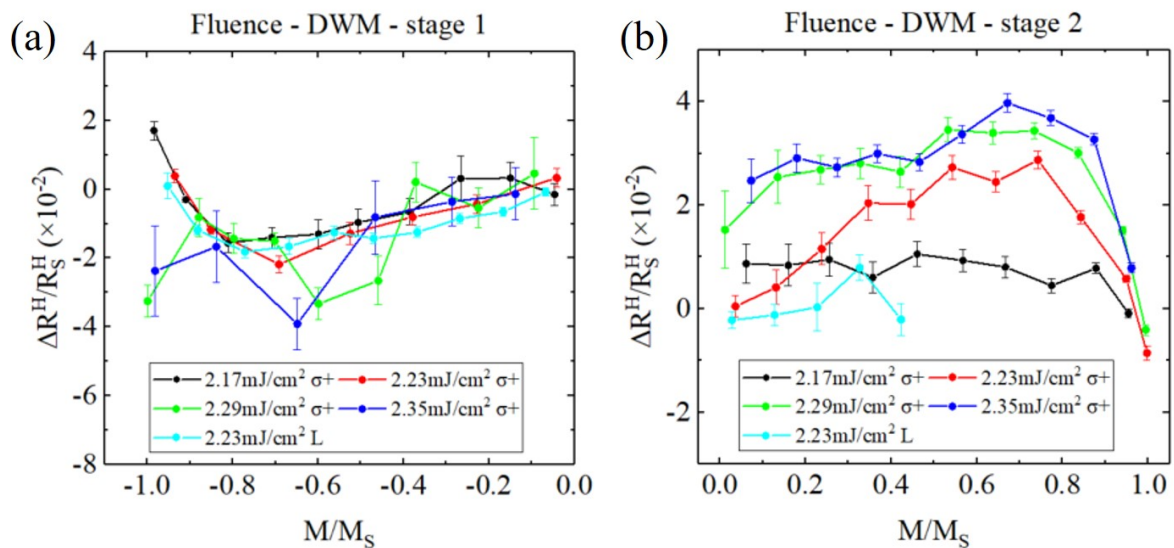 (a)
Fluence - DWM - stage 1
ΔR^H/R_S^H (×10^-2)
4
2
0
-2
-4
-6
-8
2.17mJ/cm² σ+
2.23mJ/cm² σ+
2.29mJ/cm² σ+
2.35mJ/cm² σ+
2.23mJ/cm² L
-1.0 -0.8 -0.6 -0.4 -0.2 0.0
M/M_S
(b)
Fluence - DWM - stage 2
ΔR^H/R_S^H (×10^-2)
4
2
0
-2
2.17mJ/cm² σ+
2.23mJ/cm² σ+
2.29mJ/cm² σ+
2.35mJ/cm² σ+
2.23mJ/cm² L
0.0 0.2 0.4 0.6 0.8 1.0
M/M_S